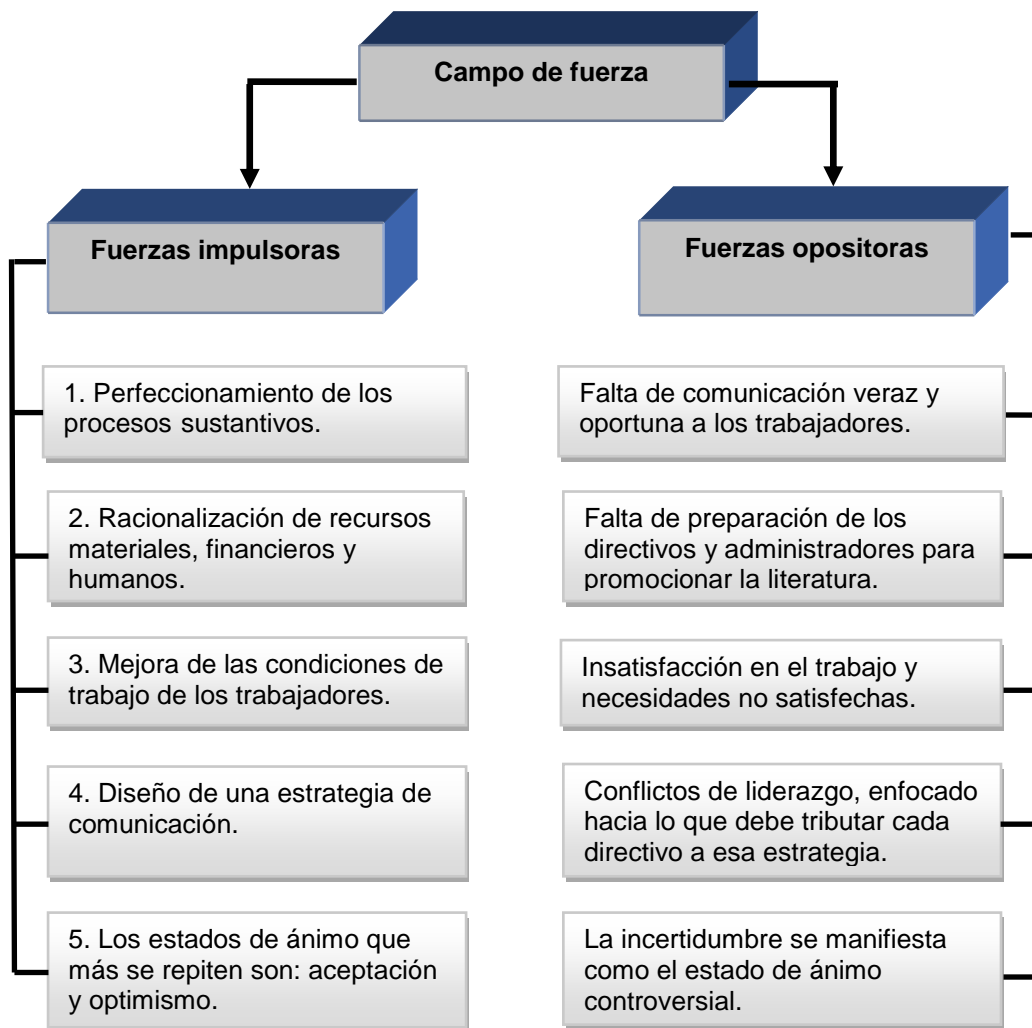 Campo de fuerza
Fuerzas impulsoras
1. Perfeccionamiento de los
procesos sustantivos.
2. Racionalización de recursos
materiales, financieros y
humanos.
3. Mejora de las condiciones de
trabajo de los trabajadores.
4. Diseño de una estrategia de
comunicación.
5. Los estados de ánimo que
más se repiten son: aceptación
y optimismo.
Fuerzas opositoras
Falta de comunicación veraz y
oportuna a los trabajadores.
Falta de preparación de los
directivos y administradores para
promocionar la literatura.
Insatisfacción en el trabajo y
necesidades no satisfechas.
Conflictos de liderazgo, enfocado
hacia lo que debe tributar cada
directivo a esa estrategia.
La incertidumbre se manifiesta
como el estado de ánimo
controversial.